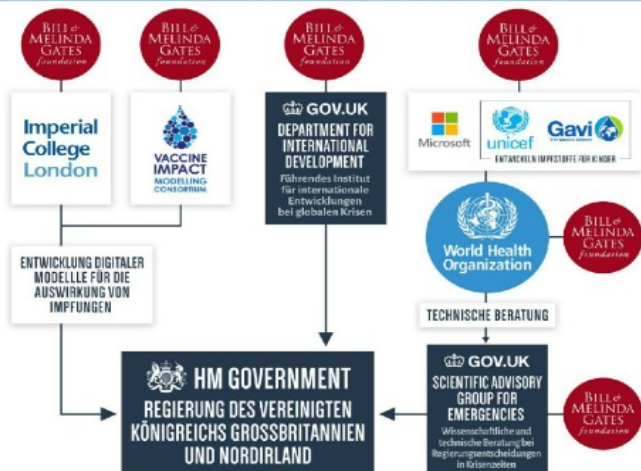 BILL &
MELINDA
GATES
foundation
BILL &
MELINDA
GATES
foundation
BILL &
MELINDA
GATES
foundation
BILL &
MELINDA
GATES
foundation
Imperial
College
London
VACCINE
IMPACT
MODELLING
CONSORTIUM
GOV.UK
DEPARTMENT FOR
INTERNATIONAL
DEVELOPMENT
Führendes Institut
für internationale
Entwicklungen
bei globalen Krisen
Microsoft
unicef
Gavi
ENTWICKELN IMPFSTOFFE FÜR KINDER
World Health
Organization
BILL &
MELINDA
GATES
foundation
ENTWICKLUNG DIGITALER
MODELLLE FÜR DIE
AUSWIRKUNG VON
IMPFUNGEN
TECHNISCHE BERATUNG
HM GOVERNMENT
REGIERUNG DES VEREINIGTEN
KÖNIGREICHS GROSSBRITANNIEN
UND NORDIRLAND
GOV.UK
SCIENTIFIC ADVISORY
GROUP FOR
EMERGENCIES
Wissenschaftliche und
technische Beratung bei
Regierungsentscheidungen
in Krisenzeiten
BILL &
MELINDA
GATES
foundation